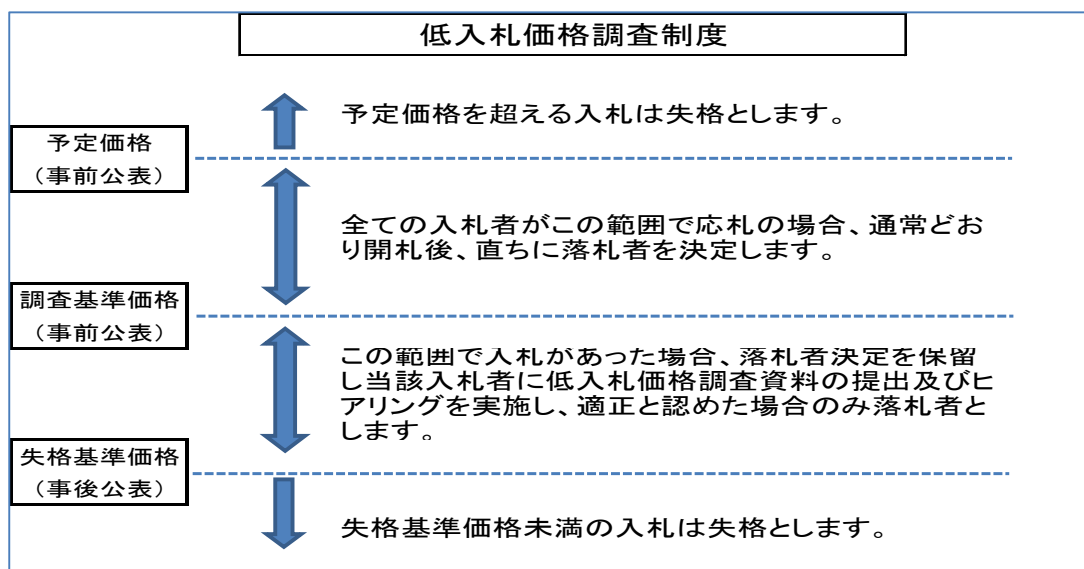 低入札価格調査制度
予定価格を超える入札は失格とします。
予定価格
（事前公表）
全ての入札者がこの範囲で応札の場合、通常どお
り開札後、直ちに落札者を決定します。
調査基準価格
（事前公表）
この範囲で入札があった場合、落札者決定を保留
し当該入札者に低入札価格調査資料の提出及びヒ
アリングを実施し、適正と認めた場合のみ落札者と
します。
失格基準価格
（事後公表）
失格基準価格未満の入札は失格とします。